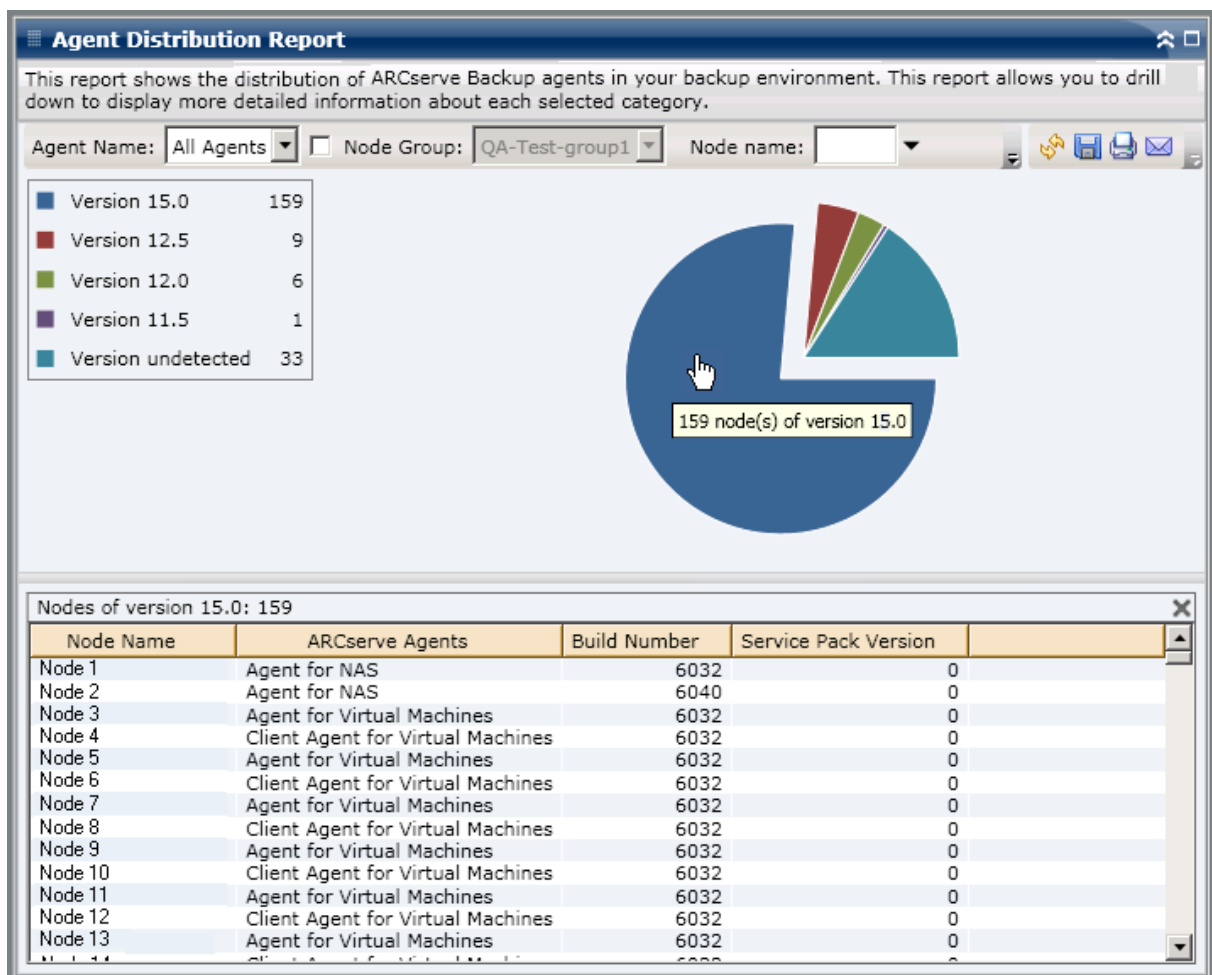 Agent Distribution Report
This report shows the distribution of ARCserve Backup agents in your backup environment. This report allows you to drill
down to display more detailed information about each selected category.
Agent Name: All Agents Node Group: QA-Test-group1 Node name:
Version 15.0 159
Version 12.5 9
Version 12.0 6
Version 11.5 1
Version undetected 33
159 node(s) of version 15.0
Nodes of version 15.0: 159
Node Name ARCserve Agents Build Number Service Pack Version
Node 1 Agent for NAS 6032 0
Node 2 Agent for NAS 6040 0
Node 3 Agent for Virtual Machines 6032 0
Node 4 Client Agent for Virtual Machines 6032 0
Node 5 Agent for Virtual Machines 6032 0
Node 6 Client Agent for Virtual Machines 6032 0
Node 7 Agent for Virtual Machines 6032 0
Node 8 Client Agent for Virtual Machines 6032 0
Node 9 Agent for Virtual Machines 6032 0
Node 10 Client Agent for Virtual Machines 6032 0
Node 11 Agent for Virtual Machines 6032 0
Node 12 Client Agent for Virtual Machines 6032 0
Node 13 Agent for Virtual Machines 6032 0